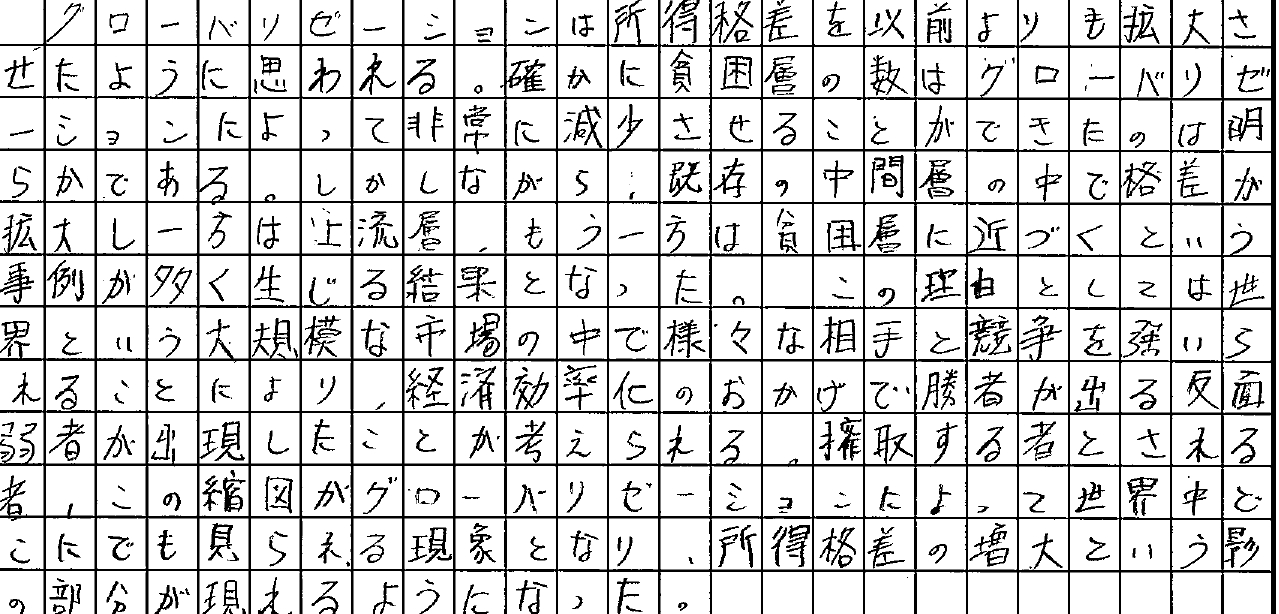 グローバリゼーションは所得格差を以前よりも拡大さ
せたように思われる。確かに貧困層の数はグローバリゼ
ーションによって非常に減少させることができたのは明
らかである。しかしながら、既存の中間層の中で格差が
拡大し一方は上流層、もう一方は貧困層に近づくという
事例が多く生じる結果となった。この理由としては世
界という大規模な市場の中で様々な相手と競争を強いら
れることにより、経済効率化のおかげで勝者が出る反面
弱者が出現したことが考えられる。搾取する者とされる
者、この縮図がグローバリゼーションによって世界中ど
こにでも見られる現象となり、所得格差の増大という影
の部分が現れるようになった。